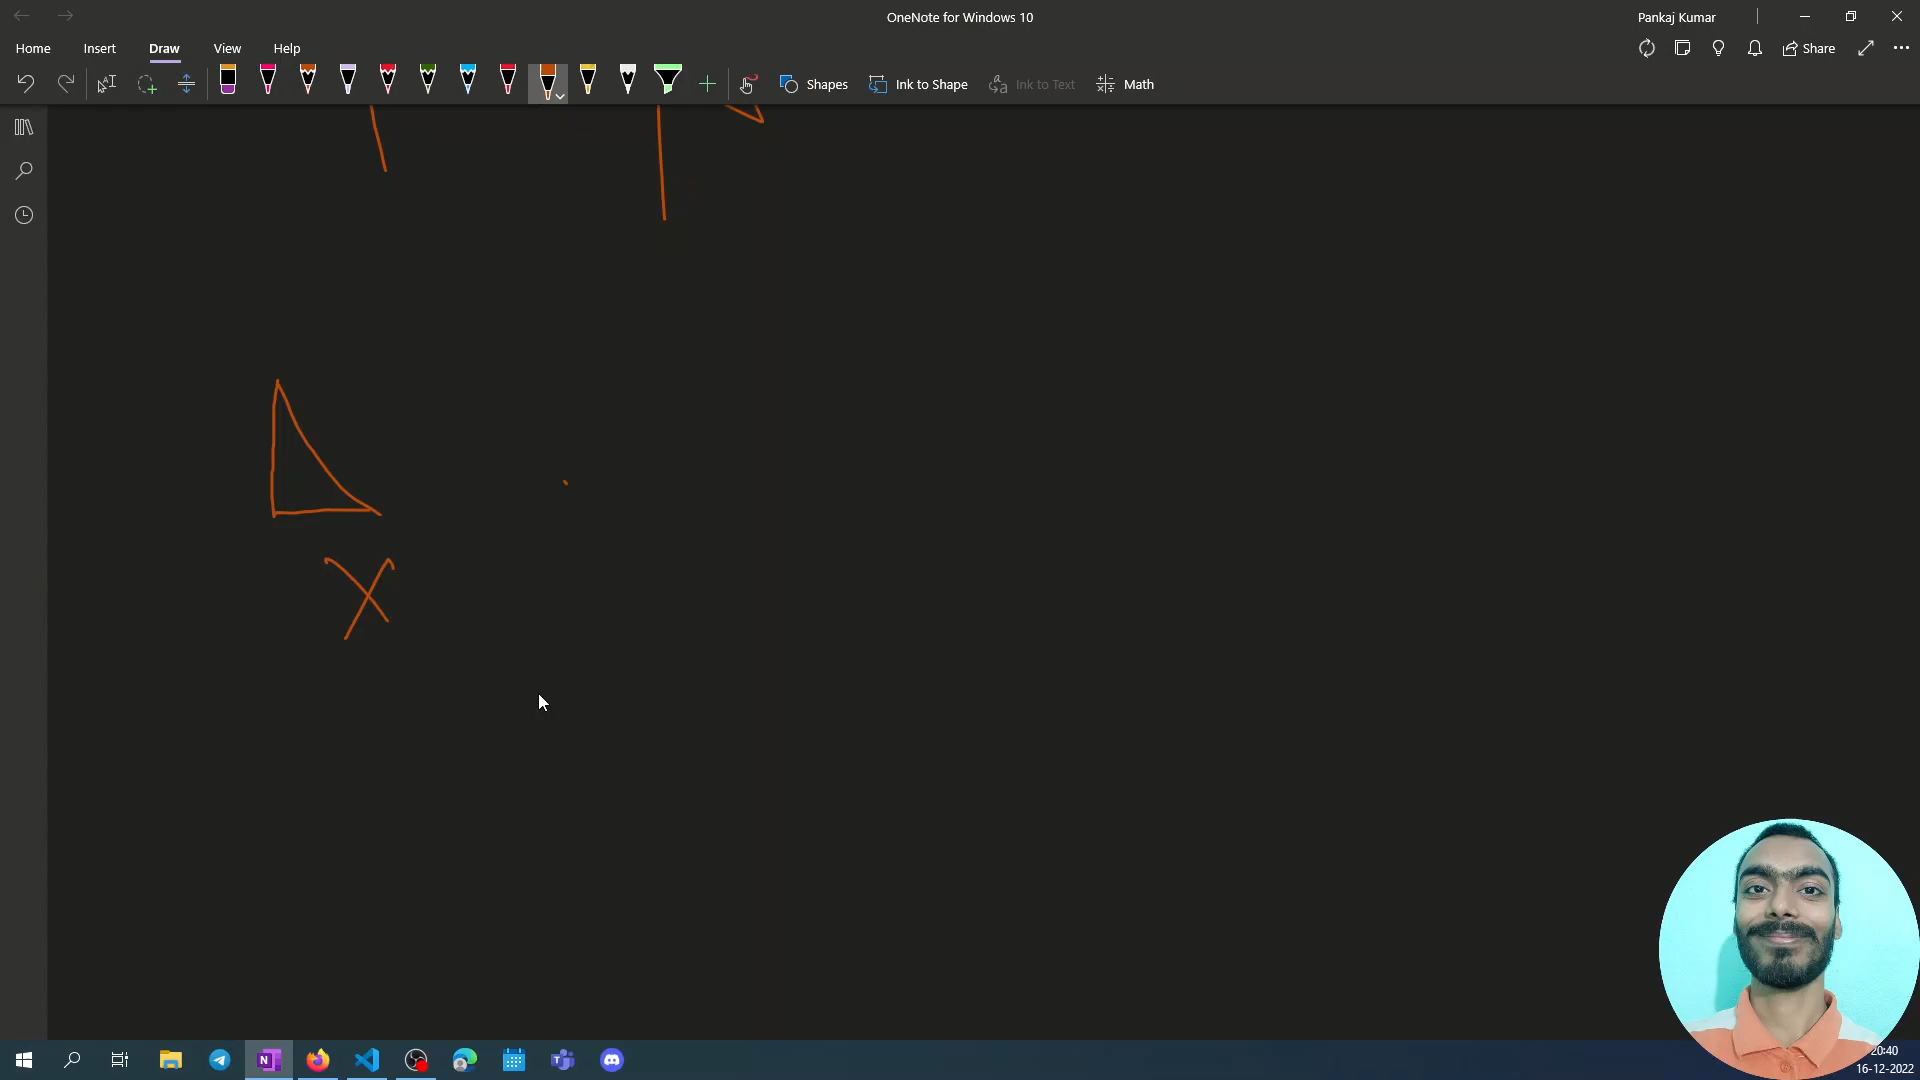 OneNote for Windows 10
Pankaj Kumar
Home Insert Draw View Help
Share
Shapes Ink to Shape Ink to Text Math
X
20:40
16-12-2022